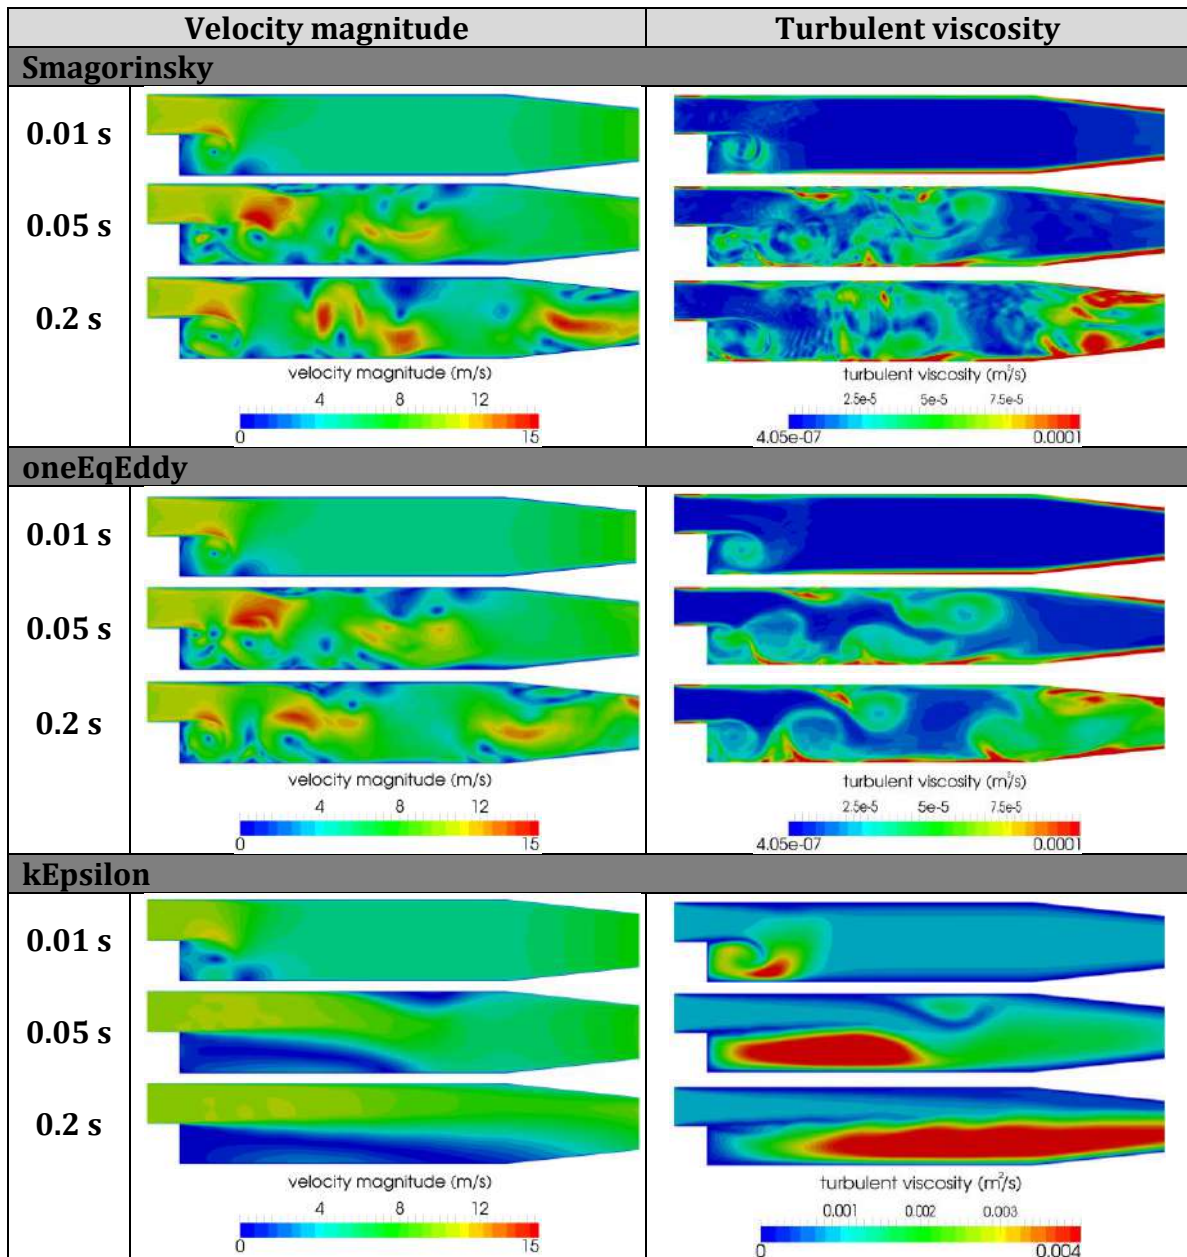 Velocity magnitude Turbulent viscosity
Smagorinsky
0.01 s
0.05 s
0.2 s
velocity magnitude (m/s) turbulent viscosity (m²/s)
4 8 12 2.5e-5 5e-5 7.5e-5
0 15 4.05e-07 0.0001
oneEqEddy
0.01 s
0.05 s
0.2 s
velocity magnitude (m/s) turbulent viscosity (m²/s)
4 8 12 2.5e-5 5e-5 7.5e-5
0 15 4.05e-07 0.0001
kEpsilon
0.01 s
0.05 s
0.2 s
velocity magnitude (m/s) turbulent viscosity (m²/s)
4 8 12 0.001 0.002 0.003
0 15 0 0.004